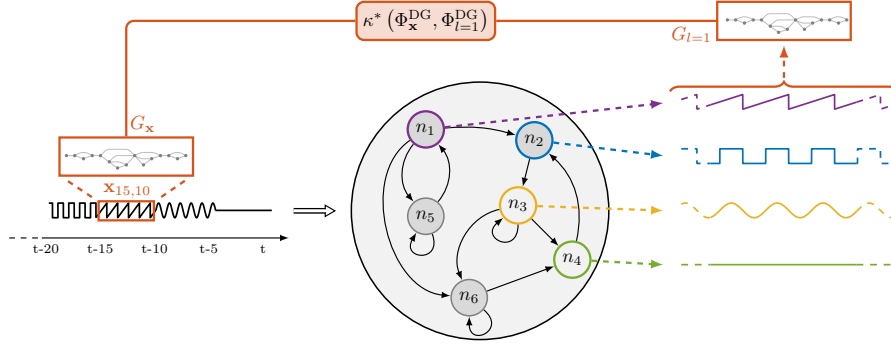 κ* (Φ_x^DG, Φ_{l=1}^DG)
G_{l=1}
G_x
x_{15,10}
n_1
n_2
n_3
n_5
n_4
n_6
t-20
t-15
t-10
t-5
t